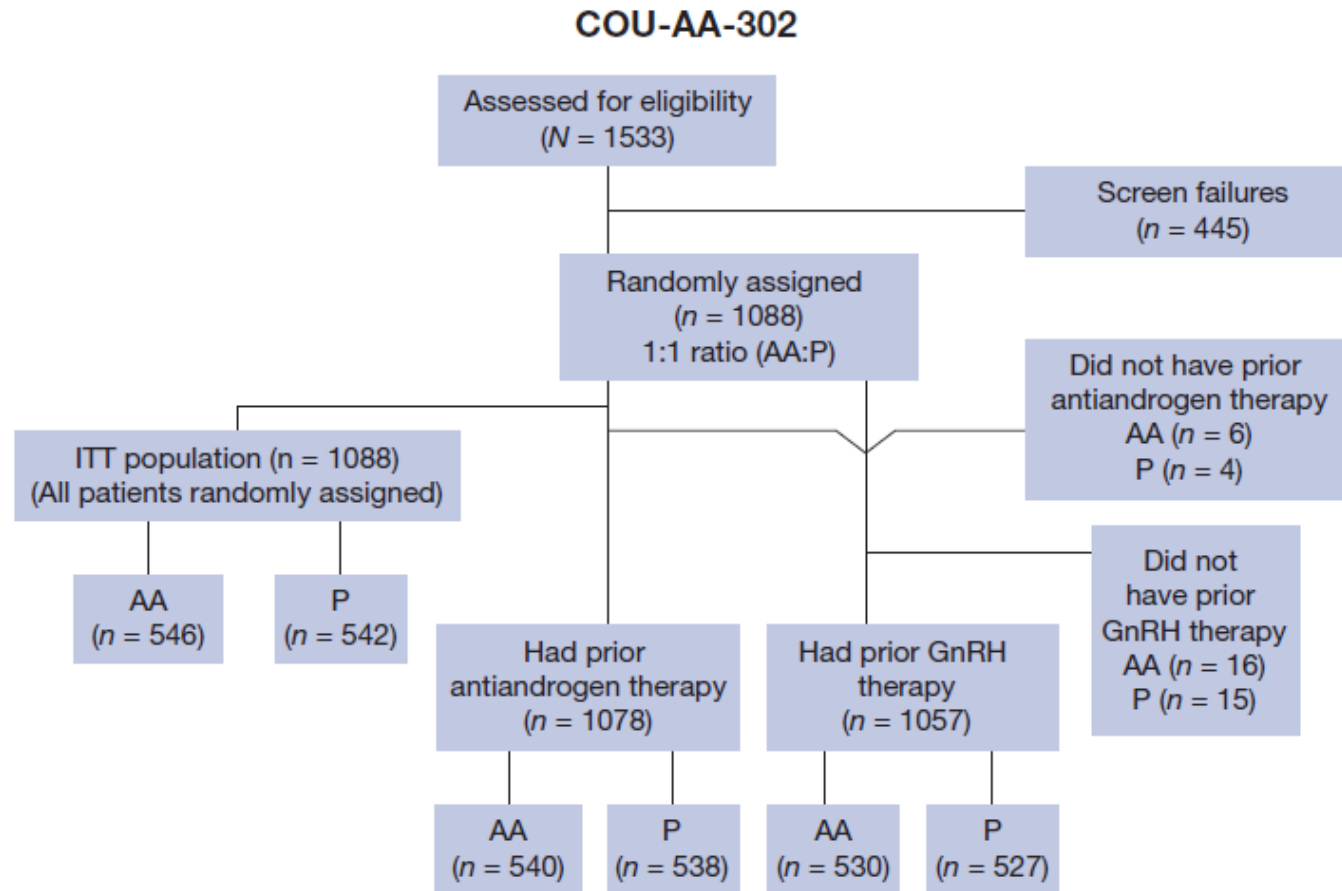 COU-AA-302
Assessed for eligibility
(N = 1533)
Screen failures
(n = 445)
Randomly assigned
(n = 1088)
1:1 ratio (AA:P)
Did not have prior
antiandrogen therapy
AA (n = 6)
P (n = 4)
ITT population (n = 1088)
(All patients randomly assigned)
AA
(n = 546)
P
(n = 542)
Did not
have prior
GnRH therapy
AA (n = 16)
P (n = 15)
Had prior
antiandrogen therapy
(n = 1078)
Had prior GnRH
therapy
(n = 1057)
AA
(n = 540)
P
(n = 538)
AA
(n = 530)
P
(n = 527)